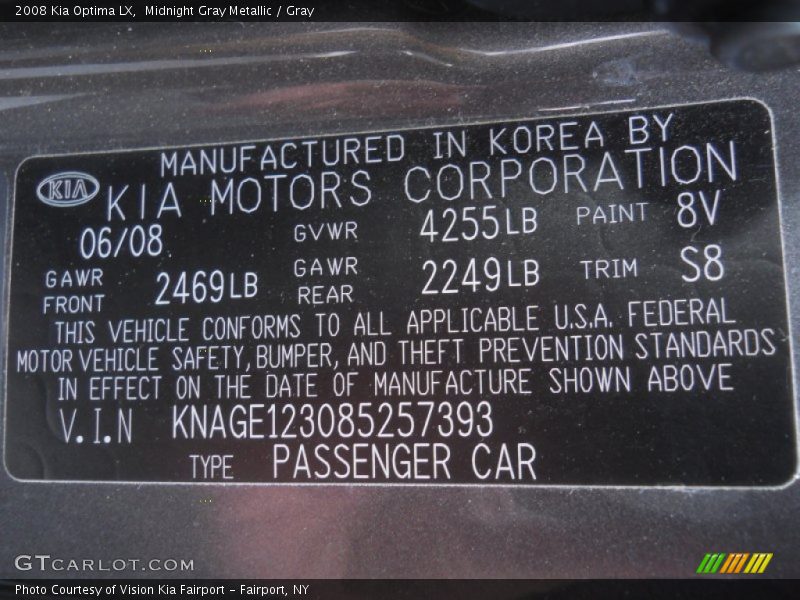 2008 Kia Optima LX, Midnight Gray Metallic / Gray
MANUFACTURED IN KOREA BY
KIA KIA MOTORS CORPORATION
06/08 GVWR 4255LB PAINT 8V
GAWR FRONT 2469LB GAWR REAR 2249LB TRIM S8
THIS VEHICLE CONFORMS TO ALL APPLICABLE U.S.A. FEDERAL
MOTOR VEHICLE SAFETY, BUMPER, AND THEFT PREVENTION STANDARDS
IN EFFECT ON THE DATE OF MANUFACTURE SHOWN ABOVE
V.I.N KNAGE123085257393
TYPE PASSENGER CAR
GTCARLOT.COM
Photo Courtesy of Vision Kia Fairport - Fairport, NY